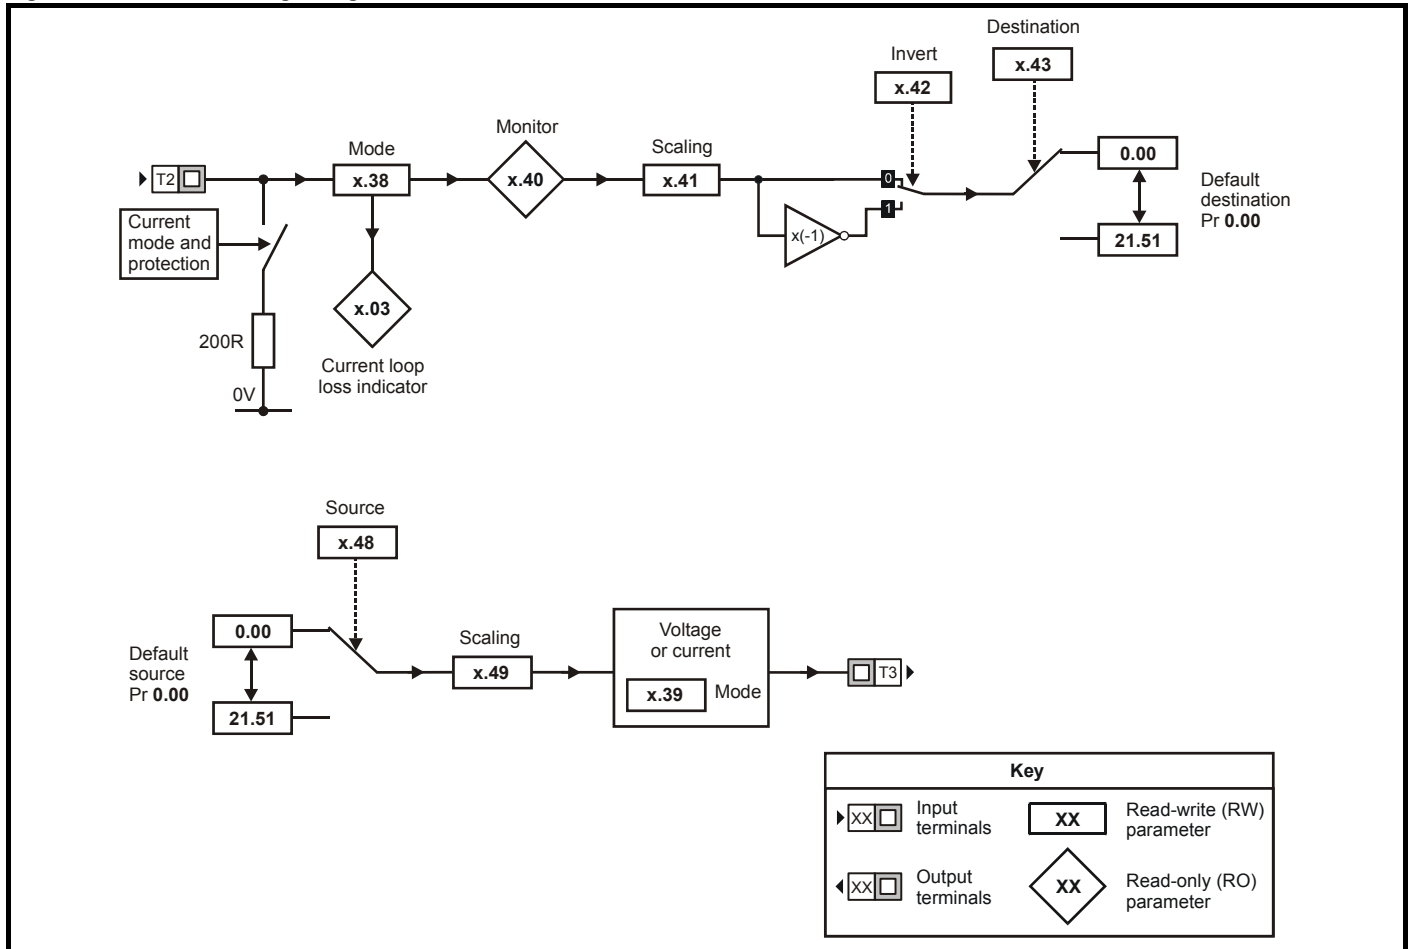 Destination
x.43
Invert
x.42
Monitor
x.40
Mode
x.38
Scaling
x.41
T2
0
1
x(-1)
0.00
21.51
Default
destination
Pr 0.00
Current
mode and
protection
x.03
200R
Current loop
loss indicator
0V
Source
x.48
0.00
21.51
Default
source
Pr 0.00
Scaling
x.49
Voltage
or current
x.39
Mode
T3
Key
XX
Input
terminals
XX
Read-write (RW)
parameter
XX
Output
terminals
XX
Read-only (RO)
parameter